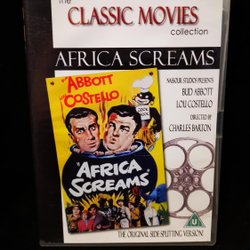 the
CLASSIC MOVIES
collection
AFRICA SCREAMS
ABBOTT
COSTELLO
AFRICA
SCREAMS
NASSOUR STUDIOS PRESENTS
BUD ABBOTT
LOU COSTELLO
DIRECTED BY
CHARLES BARTON
THE ORIGINAL SIDE-SPLITTING VERSION!
U